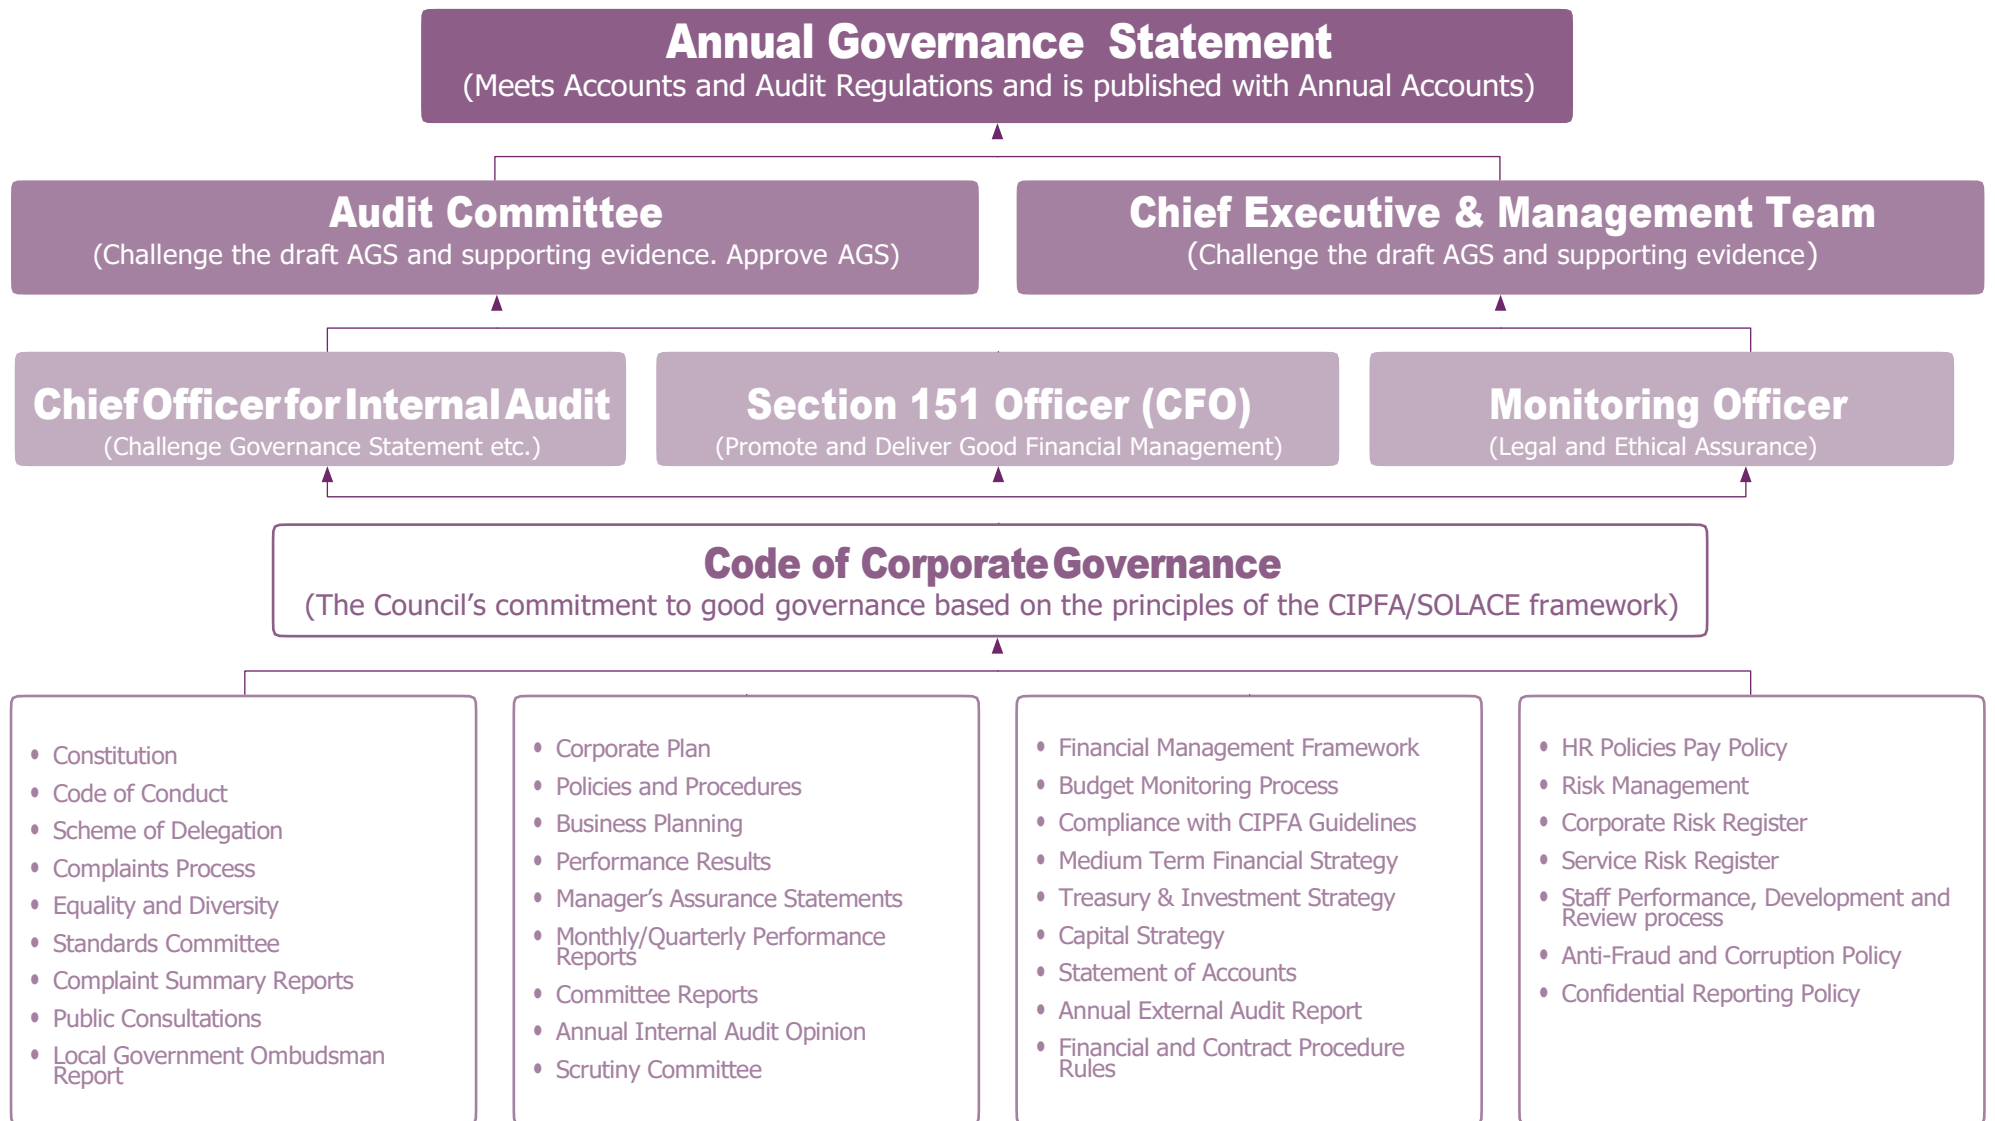 Annual Governance Statement
(Meets Accounts and Audit Regulations and is published with Annual Accounts)
Audit Committee
(Challenge the draft AGS and supporting evidence. Approve AGS)
Chief Executive & Management Team
(Challenge the draft AGS and supporting evidence)
Chief Officer for Internal Audit
(Challenge Governance Statement etc.)
Section 151 Officer (CFO)
(Promote and Deliver Good Financial Management)
Monitoring Officer
(Legal and Ethical Assurance)
Code of Corporate Governance
(The Council’s commitment to good governance based on the principles of the CIPFA/SOLACE framework)
• Constitution
• Code of Conduct
• Scheme of Delegation
• Complaints Process
• Equality and Diversity
• Standards Committee
• Complaint Summary Reports
• Public Consultations
• Local Government Ombudsman
Report
• Corporate Plan
• Policies and Procedures
• Business Planning
• Performance Results
• Manager’s Assurance Statements
• Monthly/Quarterly Performance
Reports
• Committee Reports
• Annual Internal Audit Opinion
• Scrutiny Committee
• Financial Management Framework
• Budget Monitoring Process
• Compliance with CIPFA Guidelines
• Medium Term Financial Strategy
• Treasury & Investment Strategy
• Capital Strategy
• Statement of Accounts
• Annual External Audit Report
• Financial and Contract Procedure
Rules
• HR Policies Pay Policy
• Risk Management
• Corporate Risk Register
• Service Risk Register
• Staff Performance, Development and
Review process
• Anti-Fraud and Corruption Policy
• Confidential Reporting Policy